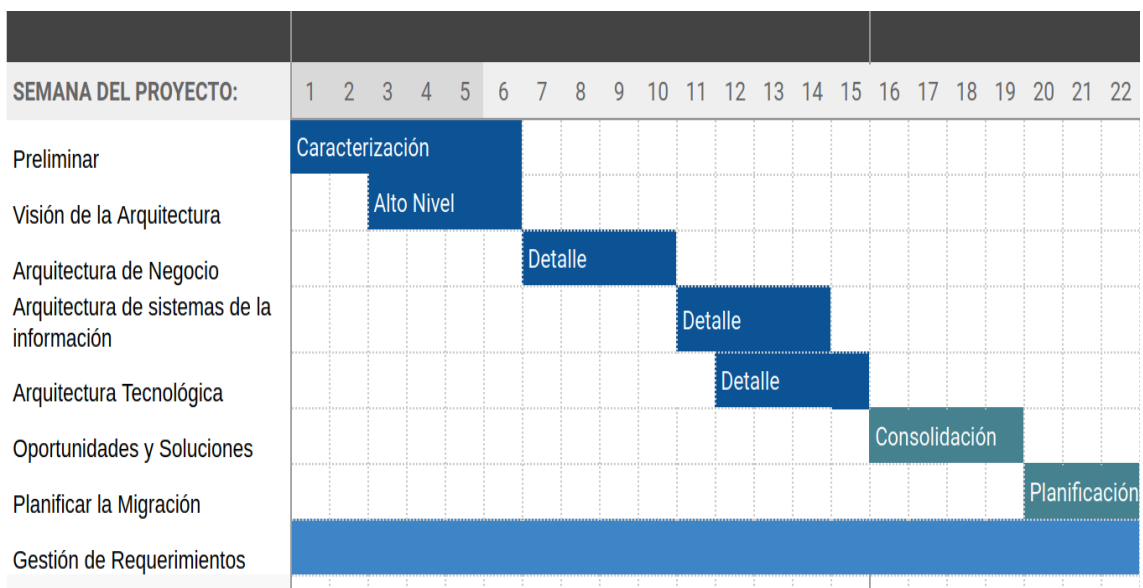 SEMANA DEL PROYECTO: 1 2 3 4 5 6 7 8 9 10 11 12 13 14 15 16 17 18 19 20 21 22
Preliminar Caracterización
Visión de la Arquitectura Alto Nivel
Arquitectura de Negocio Detalle
Arquitectura de sistemas de la
información Detalle
Arquitectura Tecnológica Detalle
Oportunidades y Soluciones Consolidación
Planificar la Migración Planificación
Gestión de Requerimientos